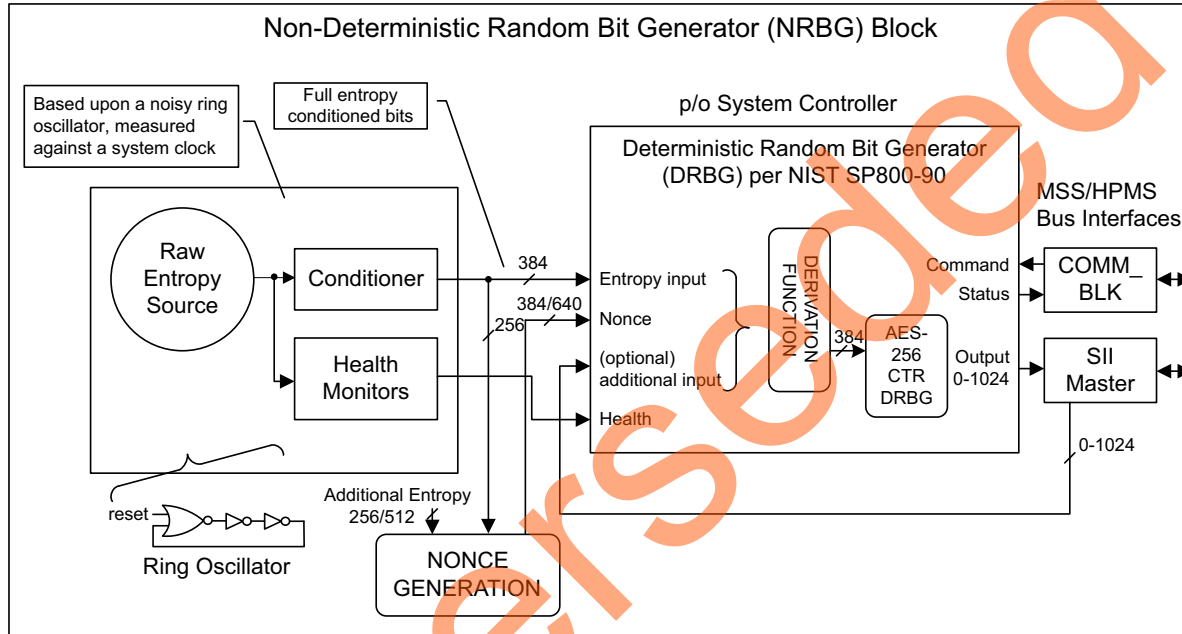 Non-Deterministic Random Bit Generator (NRBG) Block
Based upon a noisy ring
oscillator, measured
against a system clock
Full entropy
conditioned bits
p/o System Controller
Deterministic Random Bit Generator
(DRBG) per NIST SP800-90
MSS/HPMS
Bus Interfaces
Raw
Entropy
Source
Conditioner
Health
Monitors
384
384/640
256
Entropy input
Nonce
(optional)
additional input
Health
DERIVATION
FUNCTION
384
AES-
256
CTR
DRBG
Command
Status
Output
0-1024
COMM_
BLK
SII
Master
0-1024
reset
Ring Oscillator
Additional Entropy
256/512
NONCE
GENERATION
erseded